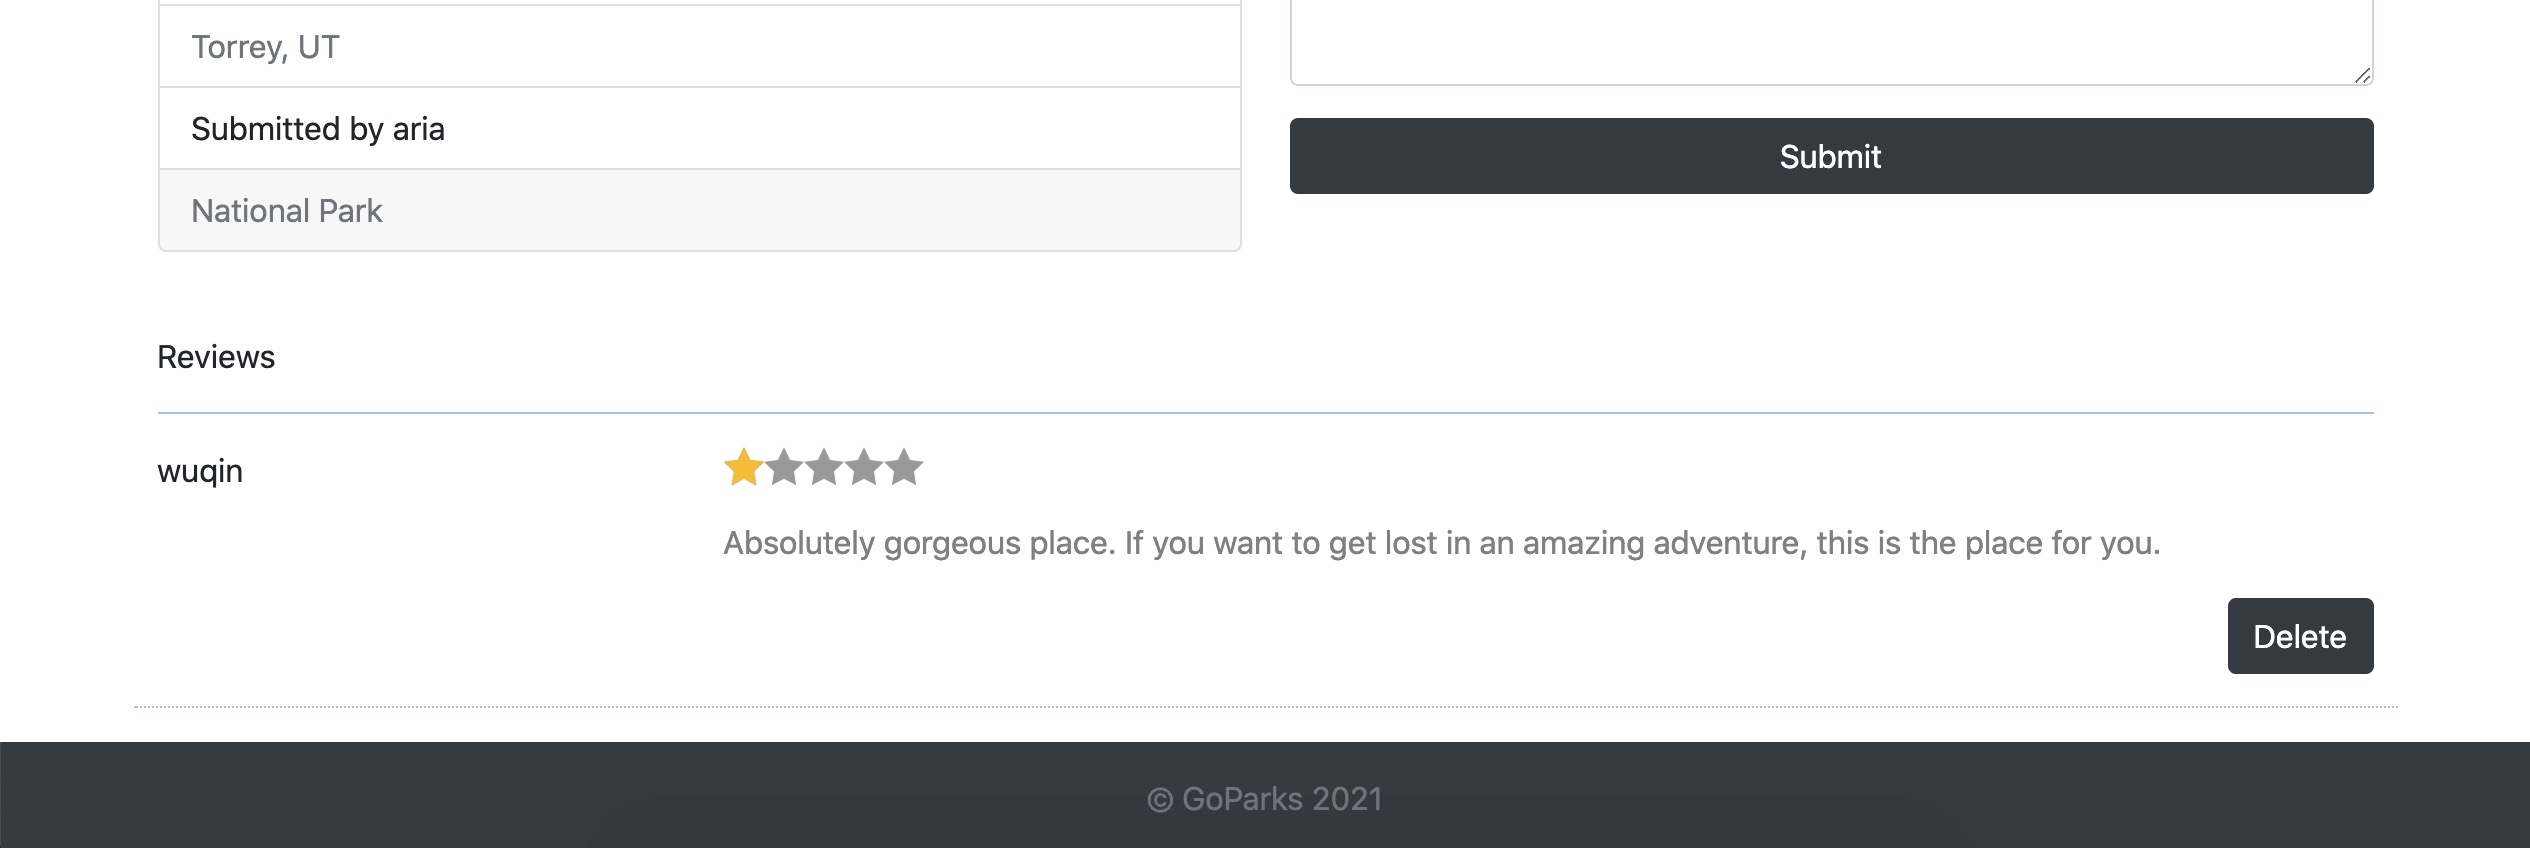 Torrey, UT
Submitted by aria
National Park
Submit
Reviews
wuqin
Absolutely gorgeous place. If you want to get lost in an amazing adventure, this is the place for you.
Delete
© GoParks 2021